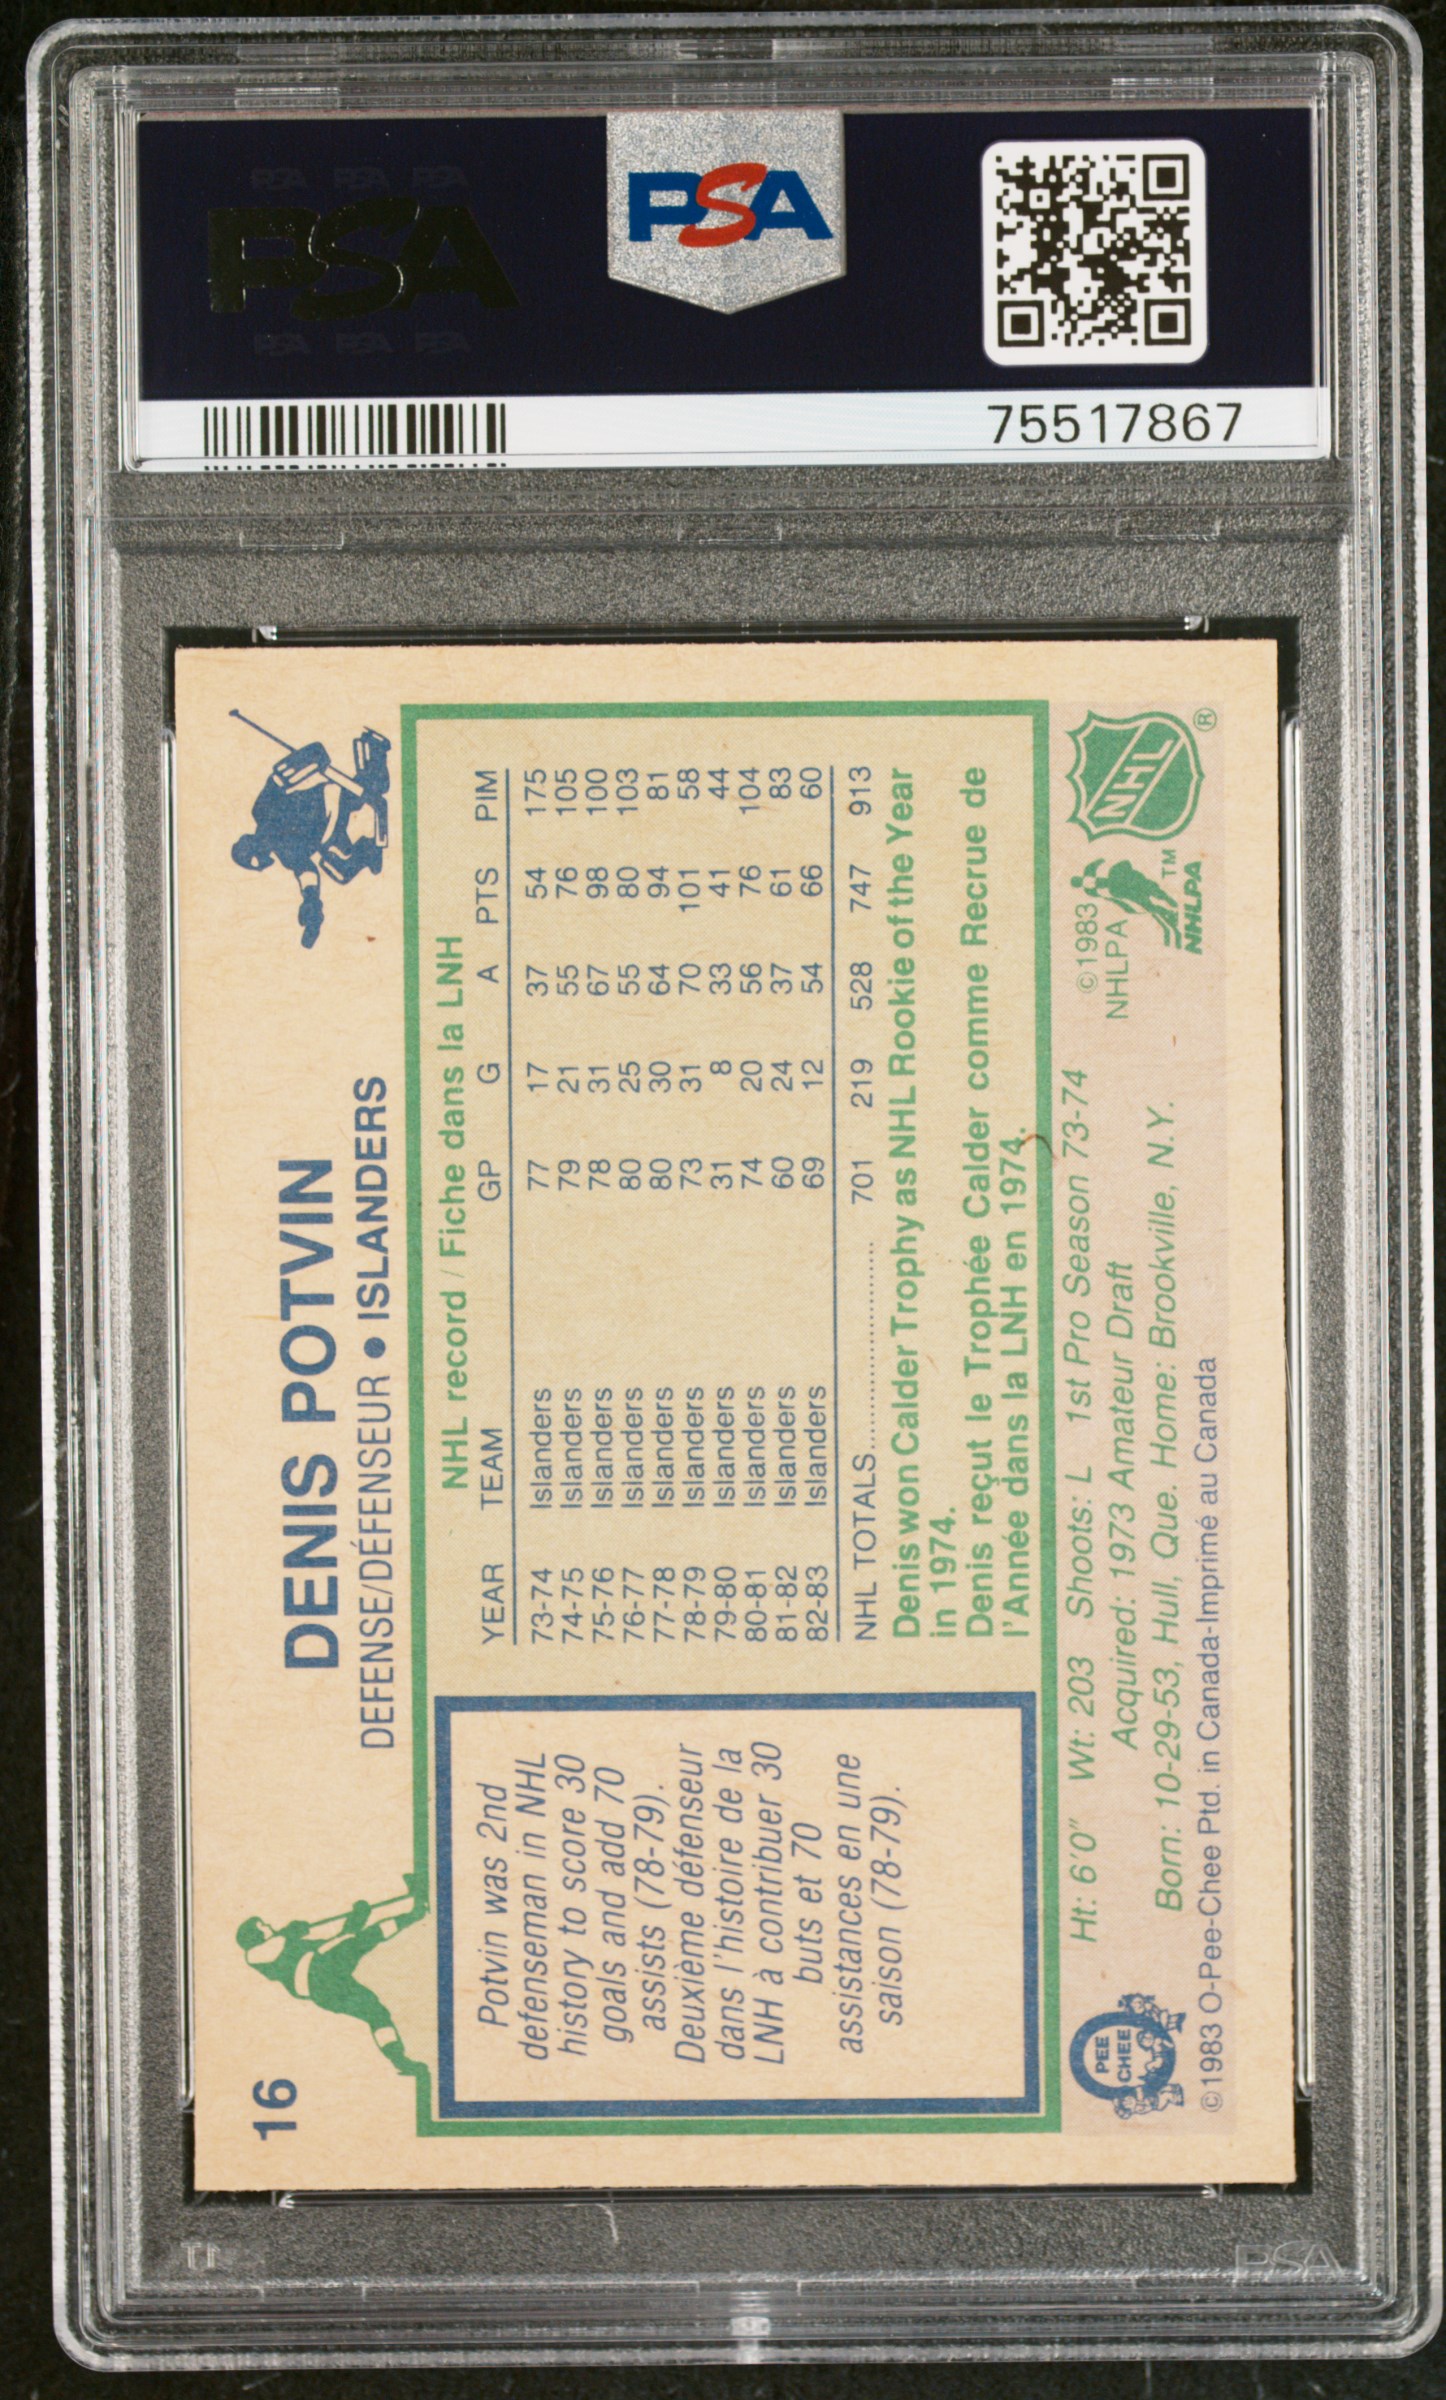 PSA PSA PSA
PSA
PSA PSA PSA
PSA
75517867
16
DENIS POTVIN
DEFENSE/DÉFENSEUR • ISLANDERS
Potvin was 2nd
defenseman in NHL
history to score 30
goals and add 70
assists (78-79).
Deuxième défenseur
dans l'histoire de la
LNH à contribuer 30
buts et 70
assistances en une
saison (78-79).
NHL record / Fiche dans la LNH
YEAR TEAM GP G A PTS PIM
73-74 Islanders 77 17 37 54 175
74-75 Islanders 79 21 55 76 105
75-76 Islanders 78 31 67 98 100
76-77 Islanders 80 25 55 80 103
77-78 Islanders 80 30 64 94 81
78-79 Islanders 73 31 70 101 58
79-80 Islanders 31 8 33 41 44
80-81 Islanders 74 20 56 76 104
81-82 Islanders 60 24 37 61 83
82-83 Islanders 69 12 54 66 60
NHL TOTALS.................... 701 219 528 747 913
Denis won Calder Trophy as NHL Rookie of the Year
in 1974.
Denis reçut le Trophée Calder comme Recrue de
l'Année dans la LNH en 1974.
Ht: 6'0" Wt: 203 Shoots: L 1st Pro Season 73-74
Acquired: 1973 Amateur Draft
Born: 10-29-53, Hull, Que. Home: Brookville, N.Y.
©1983 O-Pee-Chee Ptd. in Canada-Imprimé au Canada
O
PEE
CHEE
©1983
NHLPA
NHLPA
TM
NHL
®
PSA